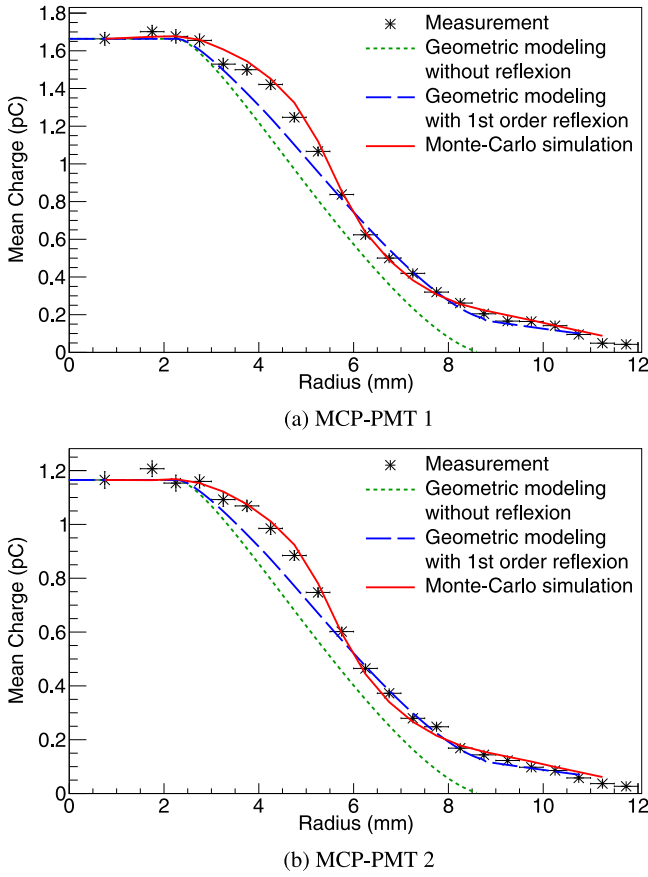 1.8
1.6
1.4
1.2
1
0.8
0.6
0.4
0.2
0
Mean Charge (pC)
Measurement
Geometric modeling
without reflexion
Geometric modeling
with 1st order reflexion
Monte-Carlo simulation
0 2 4 6 8 10 12
Radius (mm)
(a) MCP-PMT 1
1.2
1
0.8
0.6
0.4
0.2
0
Mean Charge (pC)
Measurement
Geometric modeling
without reflexion
Geometric modeling
with 1st order reflexion
Monte-Carlo simulation
0 2 4 6 8 10 12
Radius (mm)
(b) MCP-PMT 2